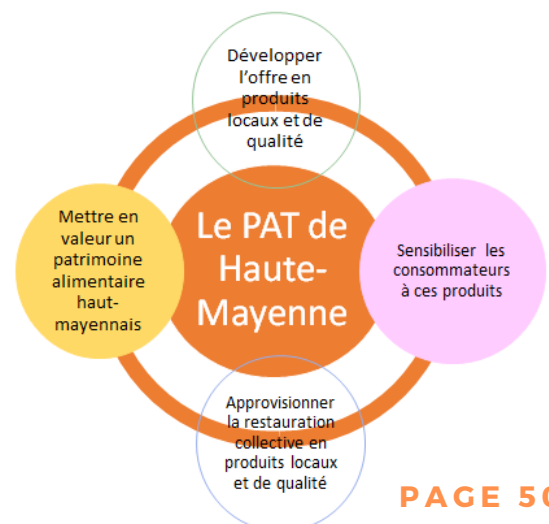 Développer
l'offre en
produits
locaux et de
qualité
Mettre en
valeur un
patrimoine
alimentaire
haut-
mayennais
Le PAT de
Haute-
Mayenne
Sensibiliser les
consommateurs
à ces produits
Approvisionner
la restauration
collective en
produits locaux
et de qualité
PAGE 50